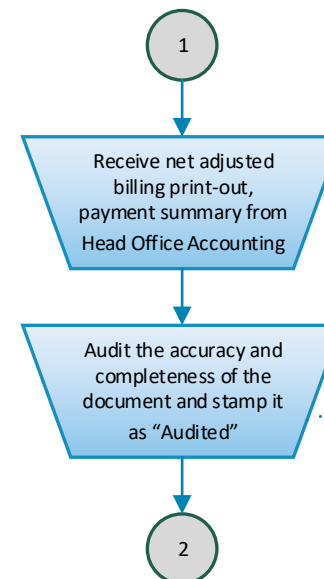 1
Receive net adjusted
billing print-out,
payment summary from
Head Office Accounting
Audit the accuracy and
completeness of the
document and stamp it
as “Audited”
2